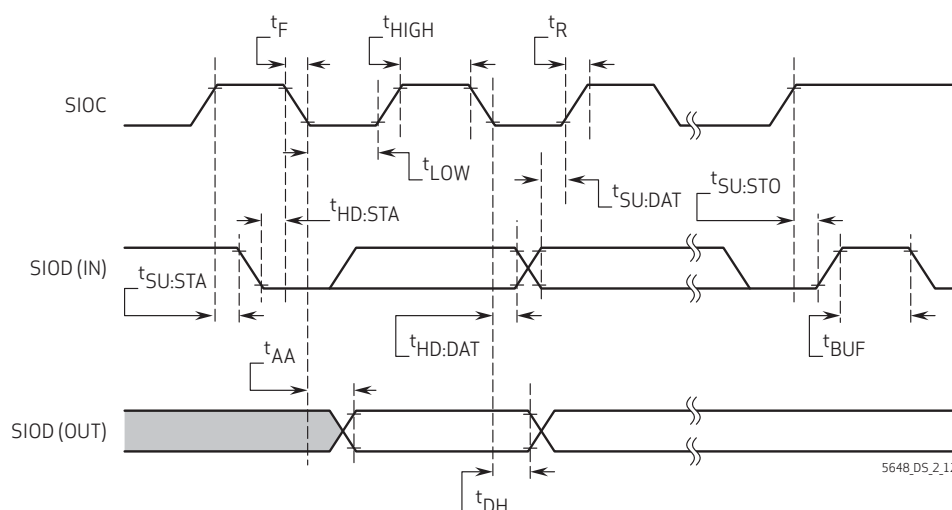 tF
tHIGH
tR
SIOC
tLOW
tSU:DAT
tSU:STO
tHD:STA
SIOD (IN)
tSU:STA
tAA
tHD:DAT
tBUF
SIOD (OUT)
5648_DS_2_12
tDH